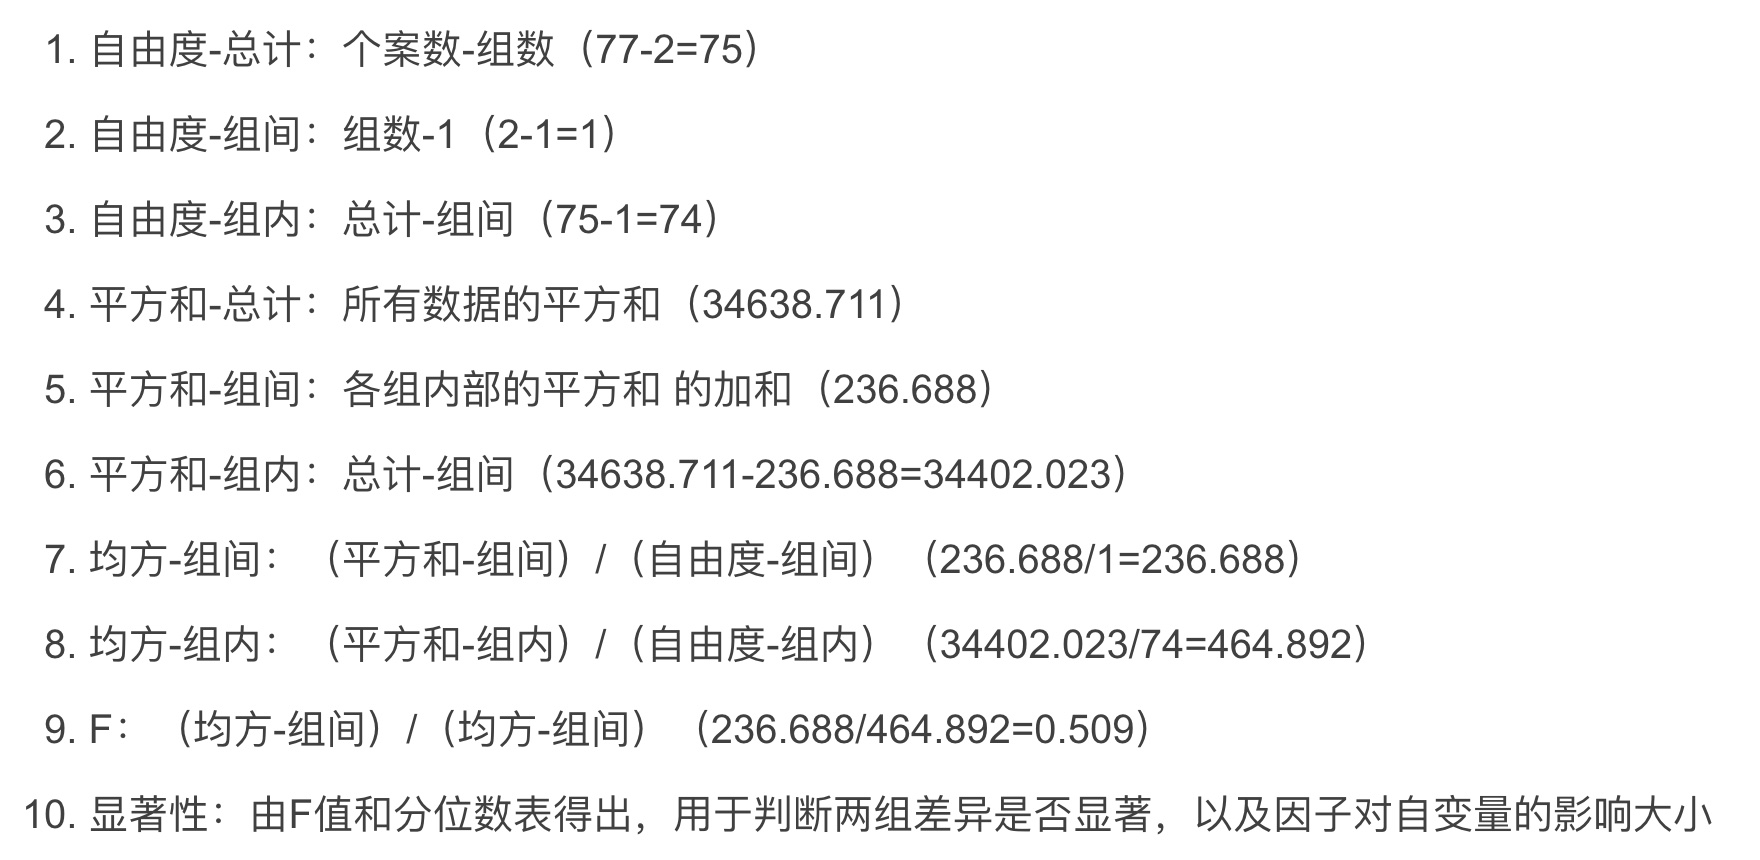 1. 自由度-总计：个案数-组数（77-2=75）
2. 自由度-组间：组数-1（2-1=1）
3. 自由度-组内：总计-组间（75-1=74）
4. 平方和-总计：所有数据的平方和（34638.711）
5. 平方和-组间：各组内部的平方和 的加和（236.688）
6. 平方和-组内：总计-组间（34638.711-236.688=34402.023）
7. 均方-组间：（平方和-组间）/（自由度-组间）（236.688/1=236.688）
8. 均方-组内：（平方和-组内）/（自由度-组内）（34402.023/74=464.892）
9. F：（均方-组间）/（均方-组间）（236.688/464.892=0.509）
10. 显著性：由F值和分位数表得出，用于判断两组差异是否显著，以及因子对自变量的影响大小